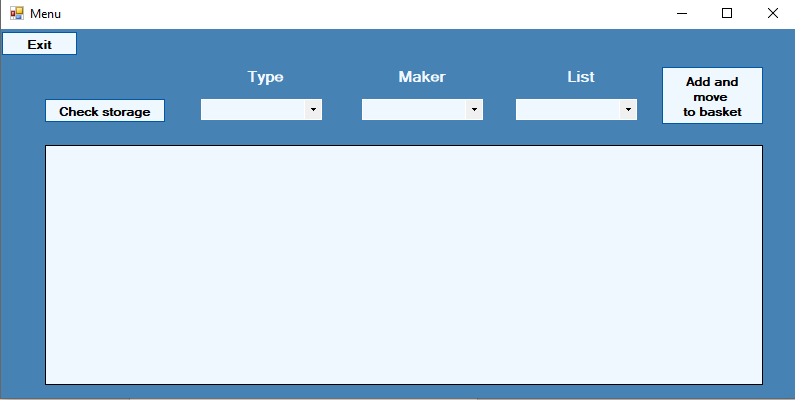 Menu
Exit
Type
Maker
List
Add and
move
to basket
Check storage